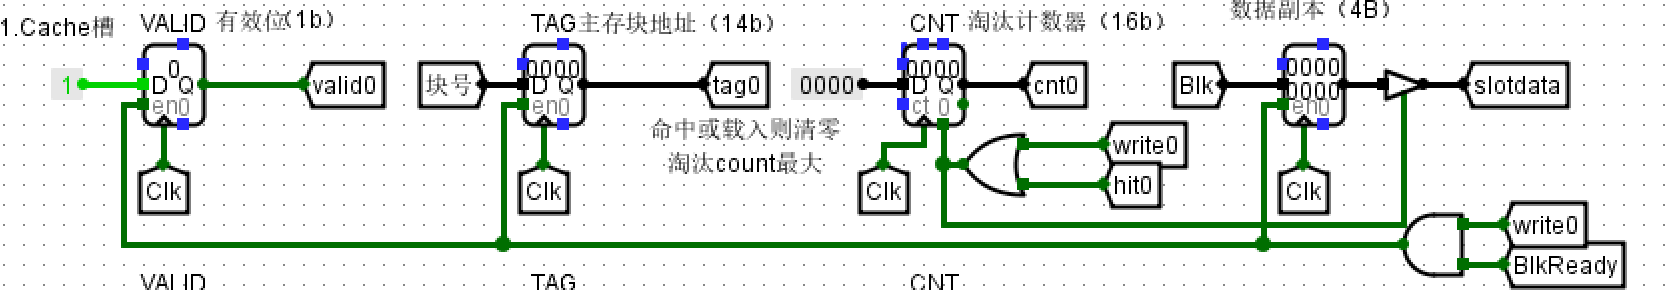 1.Cache槽
VALID 有效位(1b)
TAG主存块地址（14b）
CNT 淘汰计数器（16b）
数据副本（4B）
1
0
D Q
en0
valid0
块号
0000
D Q
en0
tag0
0000
0000
D Q
ct 0
cnt0
Blk
0000
0000
en0
slotdata
命中或载入则清零
淘汰count最大
write0
hit0
Clk
Clk
Clk
Clk
write0
BlkReady
VALID
TAG
CNT